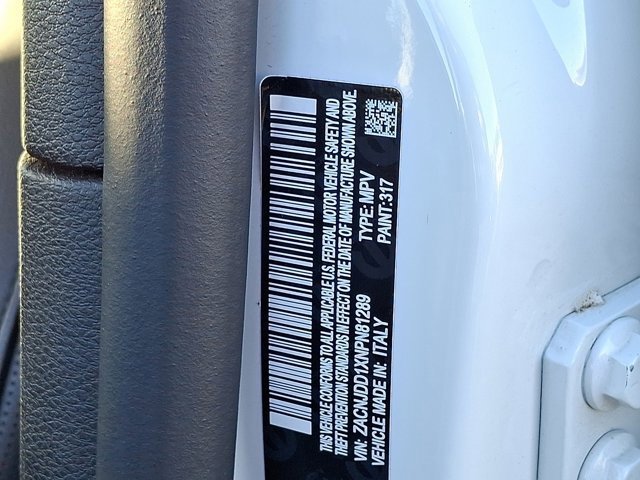 THIS VEHICLE CONFORMS TO ALL APPLICABLE U.S. FEDERAL MOTOR VEHICLE SAFETY AND
THEFT PREVENTION STANDARDS IN EFFECT ON THE DATE OF MANUFACTURE SHOWN ABOVE.
VIN: ZACNJDD1XNPN81289 TYPE: MPV
VEHICLE MADE IN: ITALY PAINT: 317